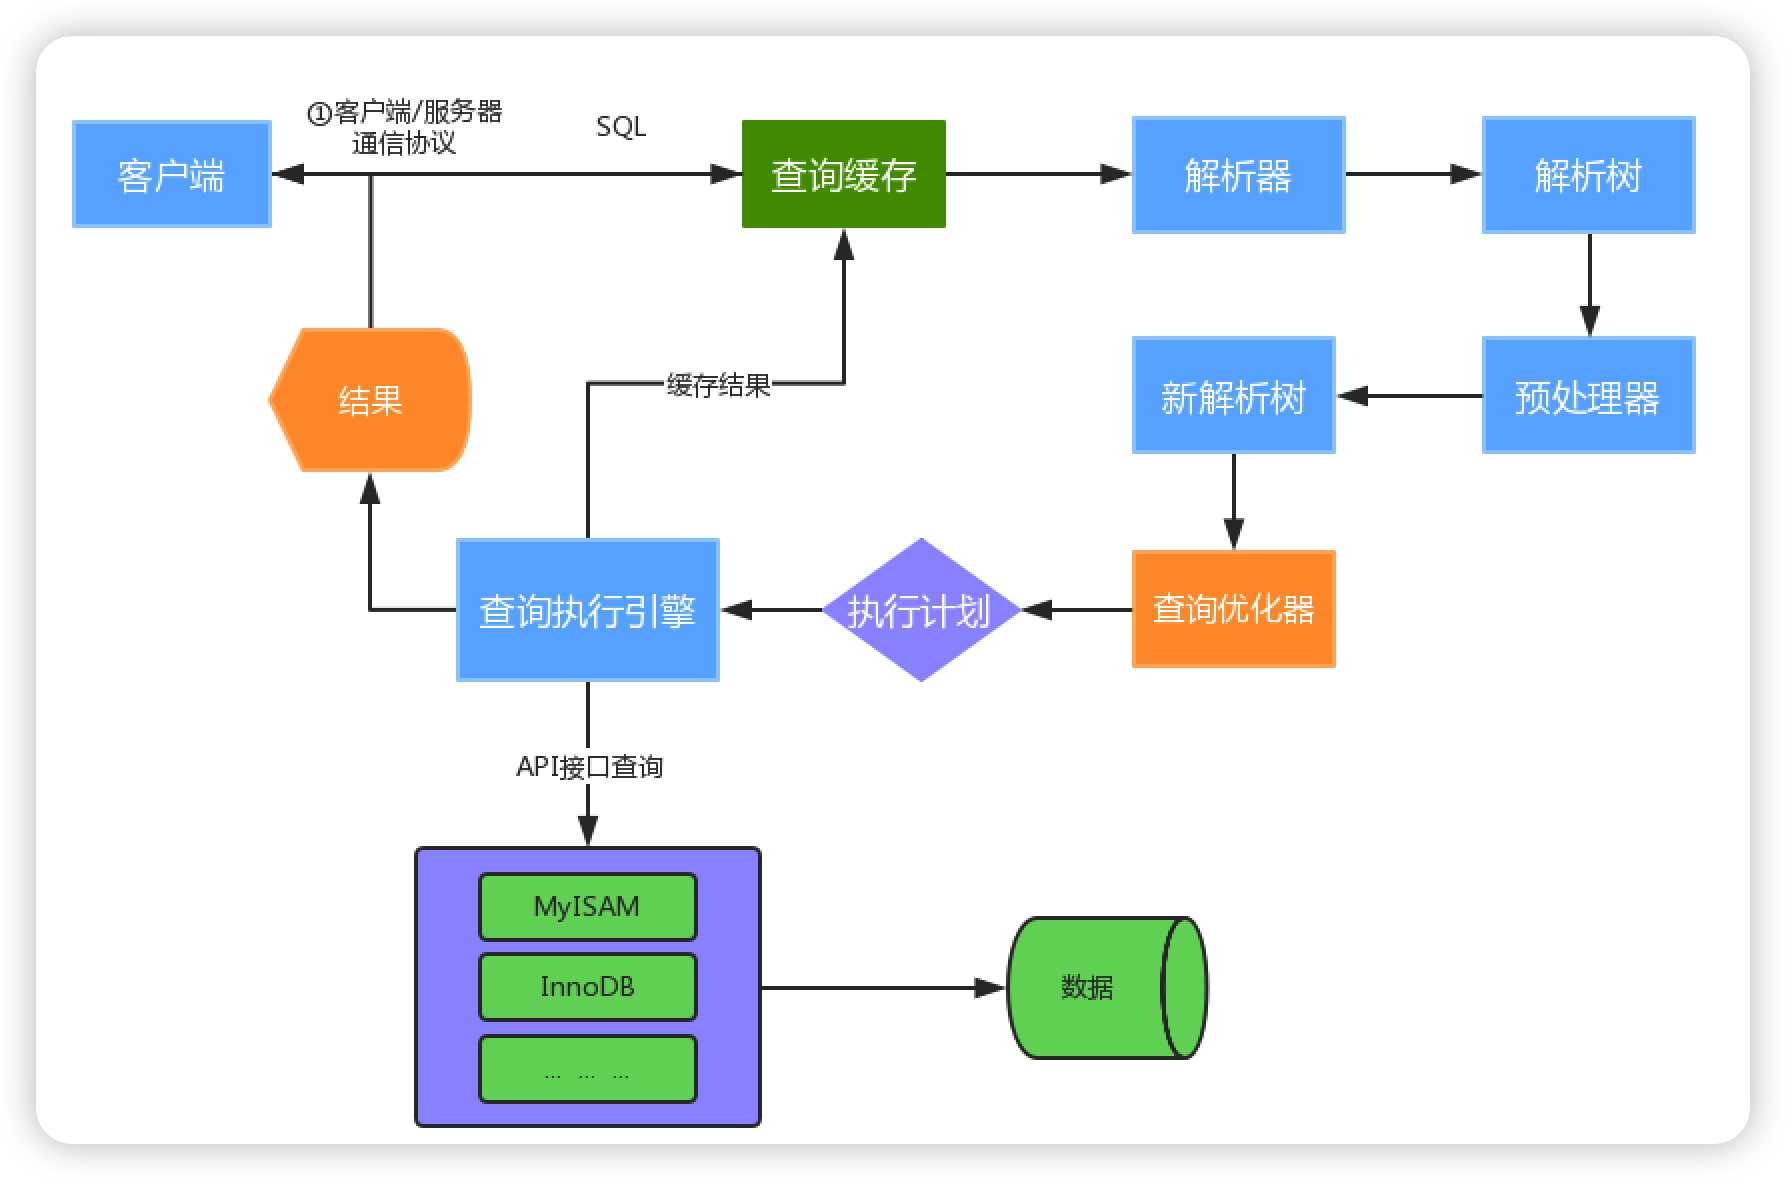 ①客户端/服务器
通信协议
SQL
客户端
查询缓存
解析器
解析树
结果
缓存结果
新解析树
预处理器
查询执行引擎
执行计划
查询优化器
API接口查询
MyISAM
InnoDB
... ... ...
数据